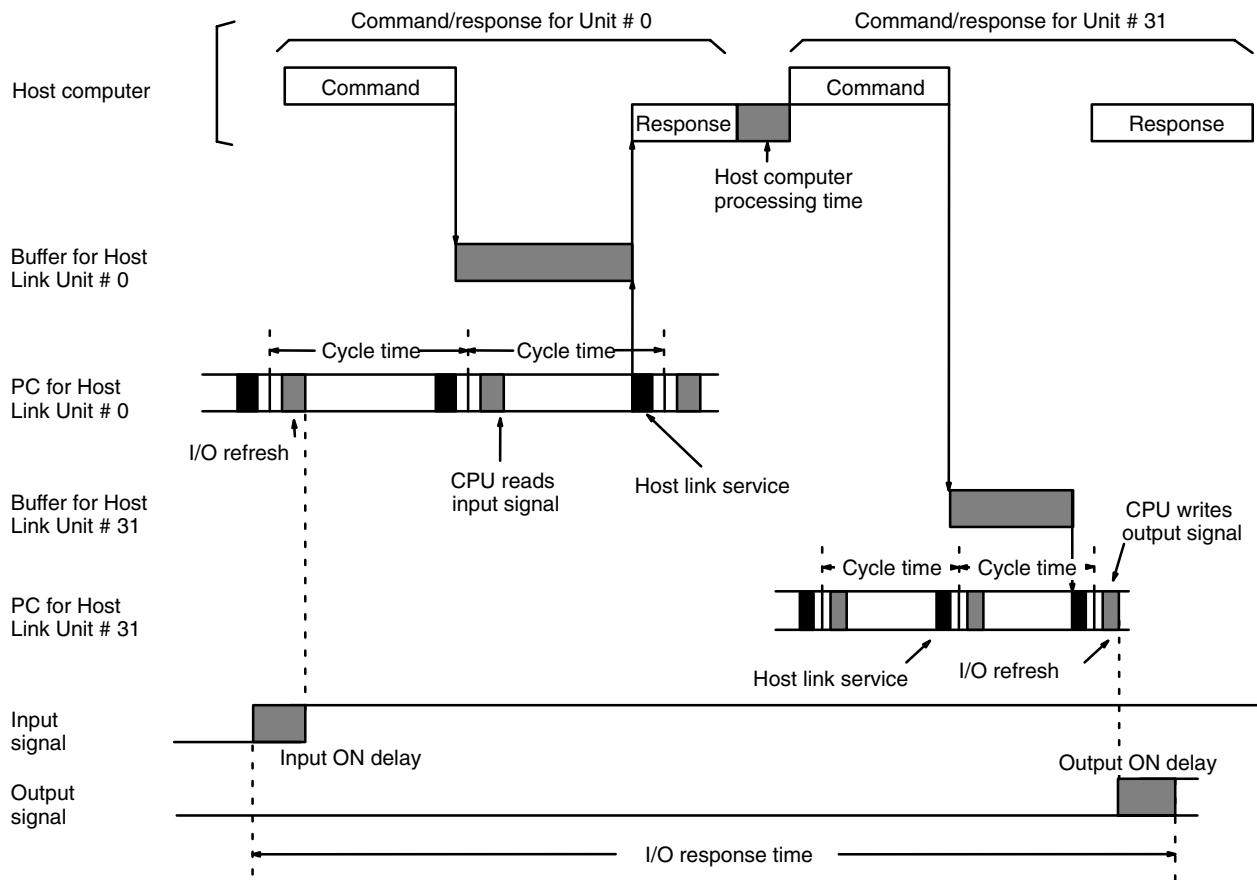 Command/response for Unit # 0
Command/response for Unit # 31
Host computer
Command
Command
Response
Response
Host computer
processing time
Buffer for Host
Link Unit # 0
Cycle time
Cycle time
PC for Host
Link Unit # 0
I/O refresh
CPU reads
input signal
Host link service
Buffer for Host
Link Unit # 31
CPU writes
output signal
Cycle time
Cycle time
PC for Host
Link Unit # 31
Host link service
I/O refresh
Input
signal
Input ON delay
Output ON delay
Output
signal
I/O response time